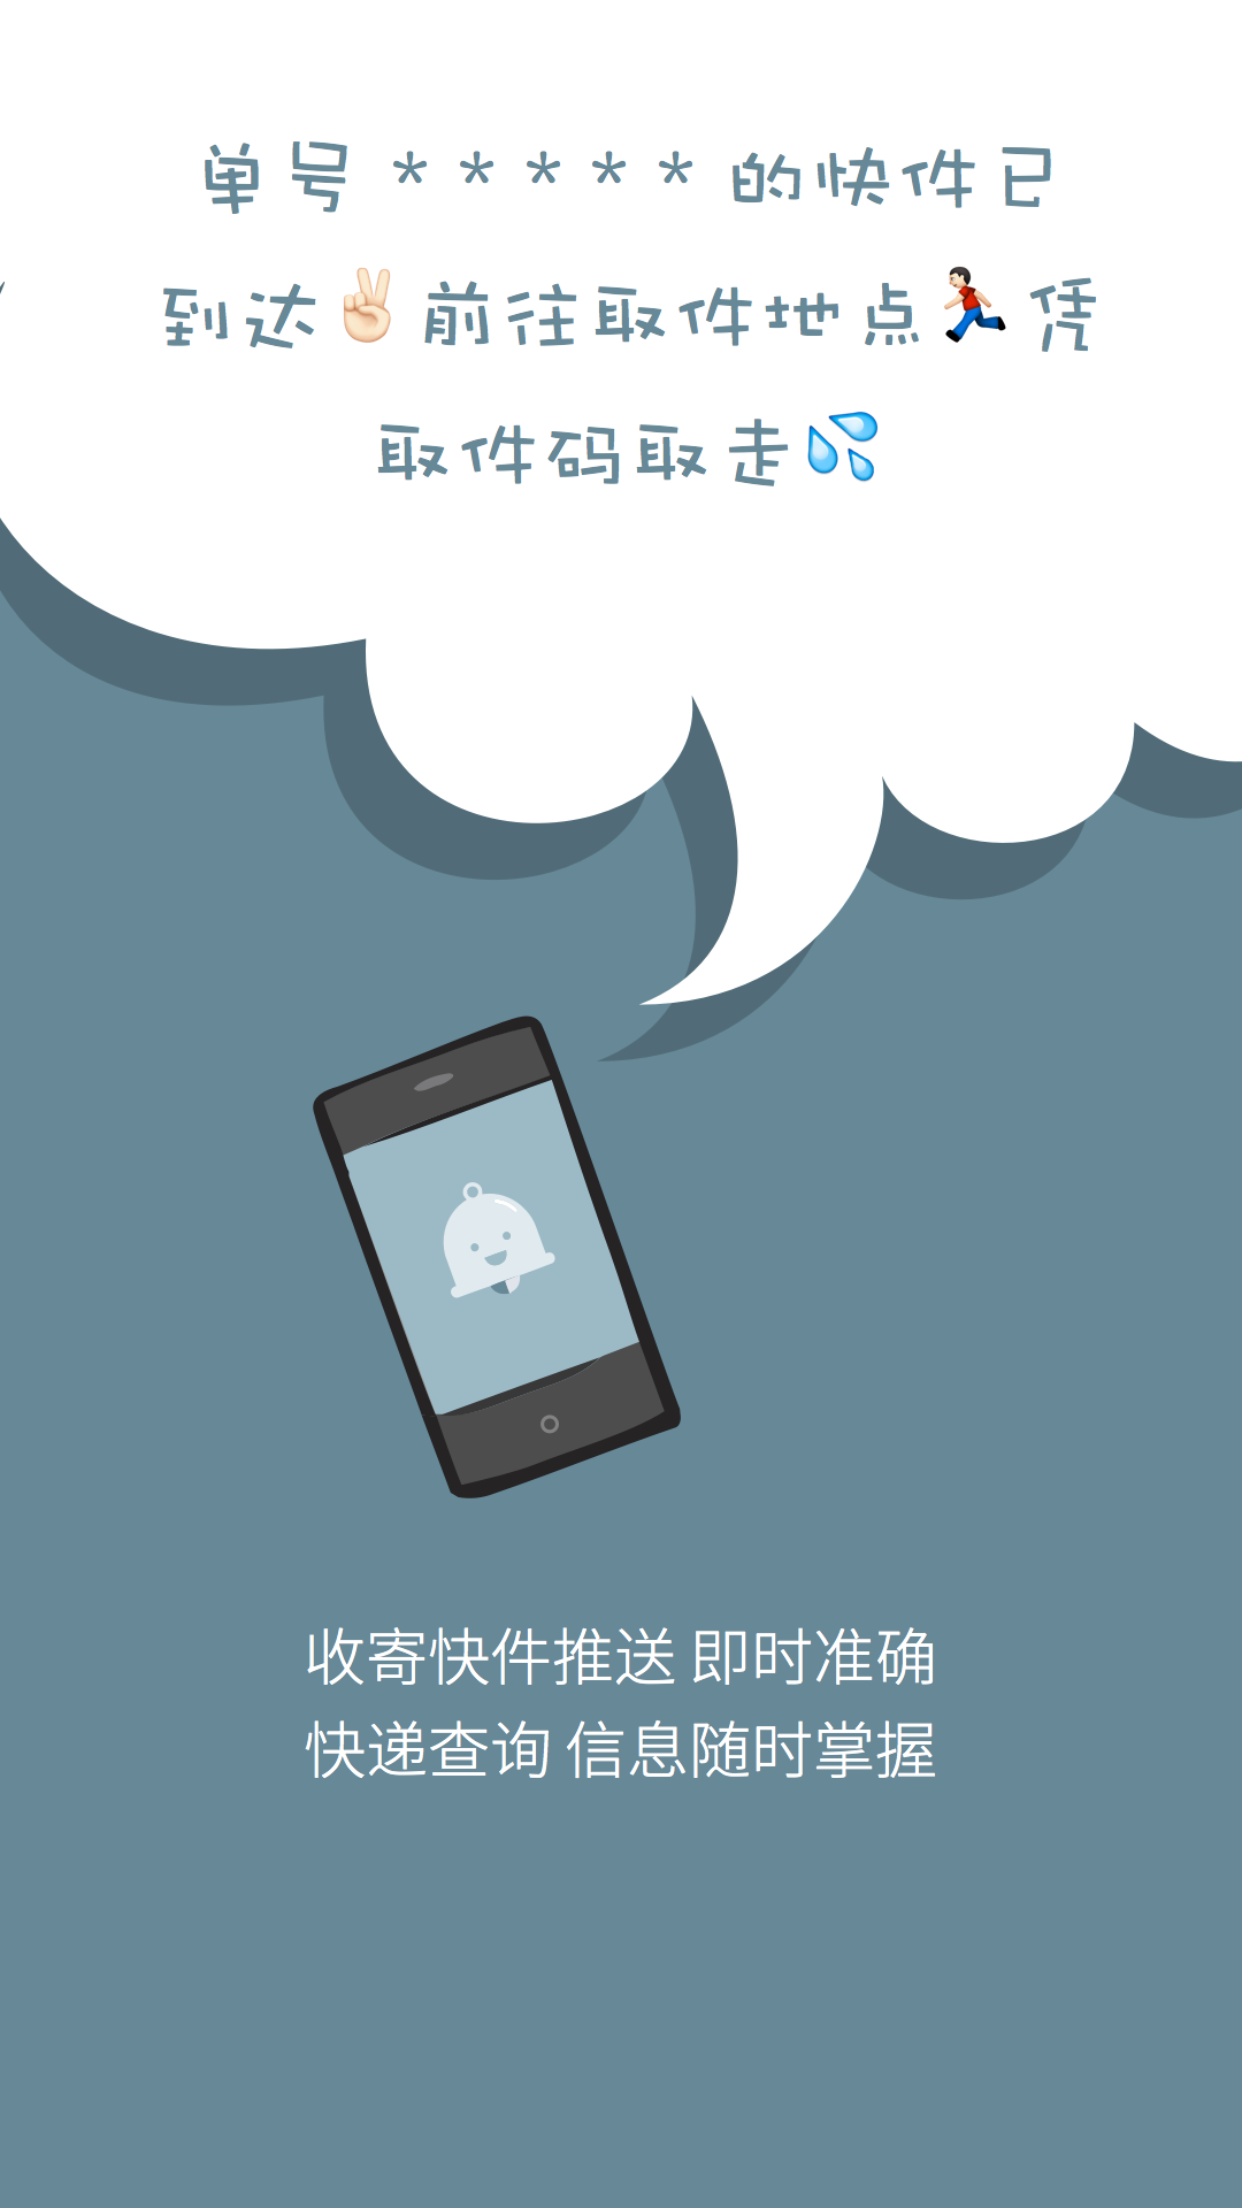 单号*****的快件已
到达✌🏻前往取件地点🏃🏻凭
取件码取走💦
收寄快件推送 即时准确
快递查询 信息随时掌握